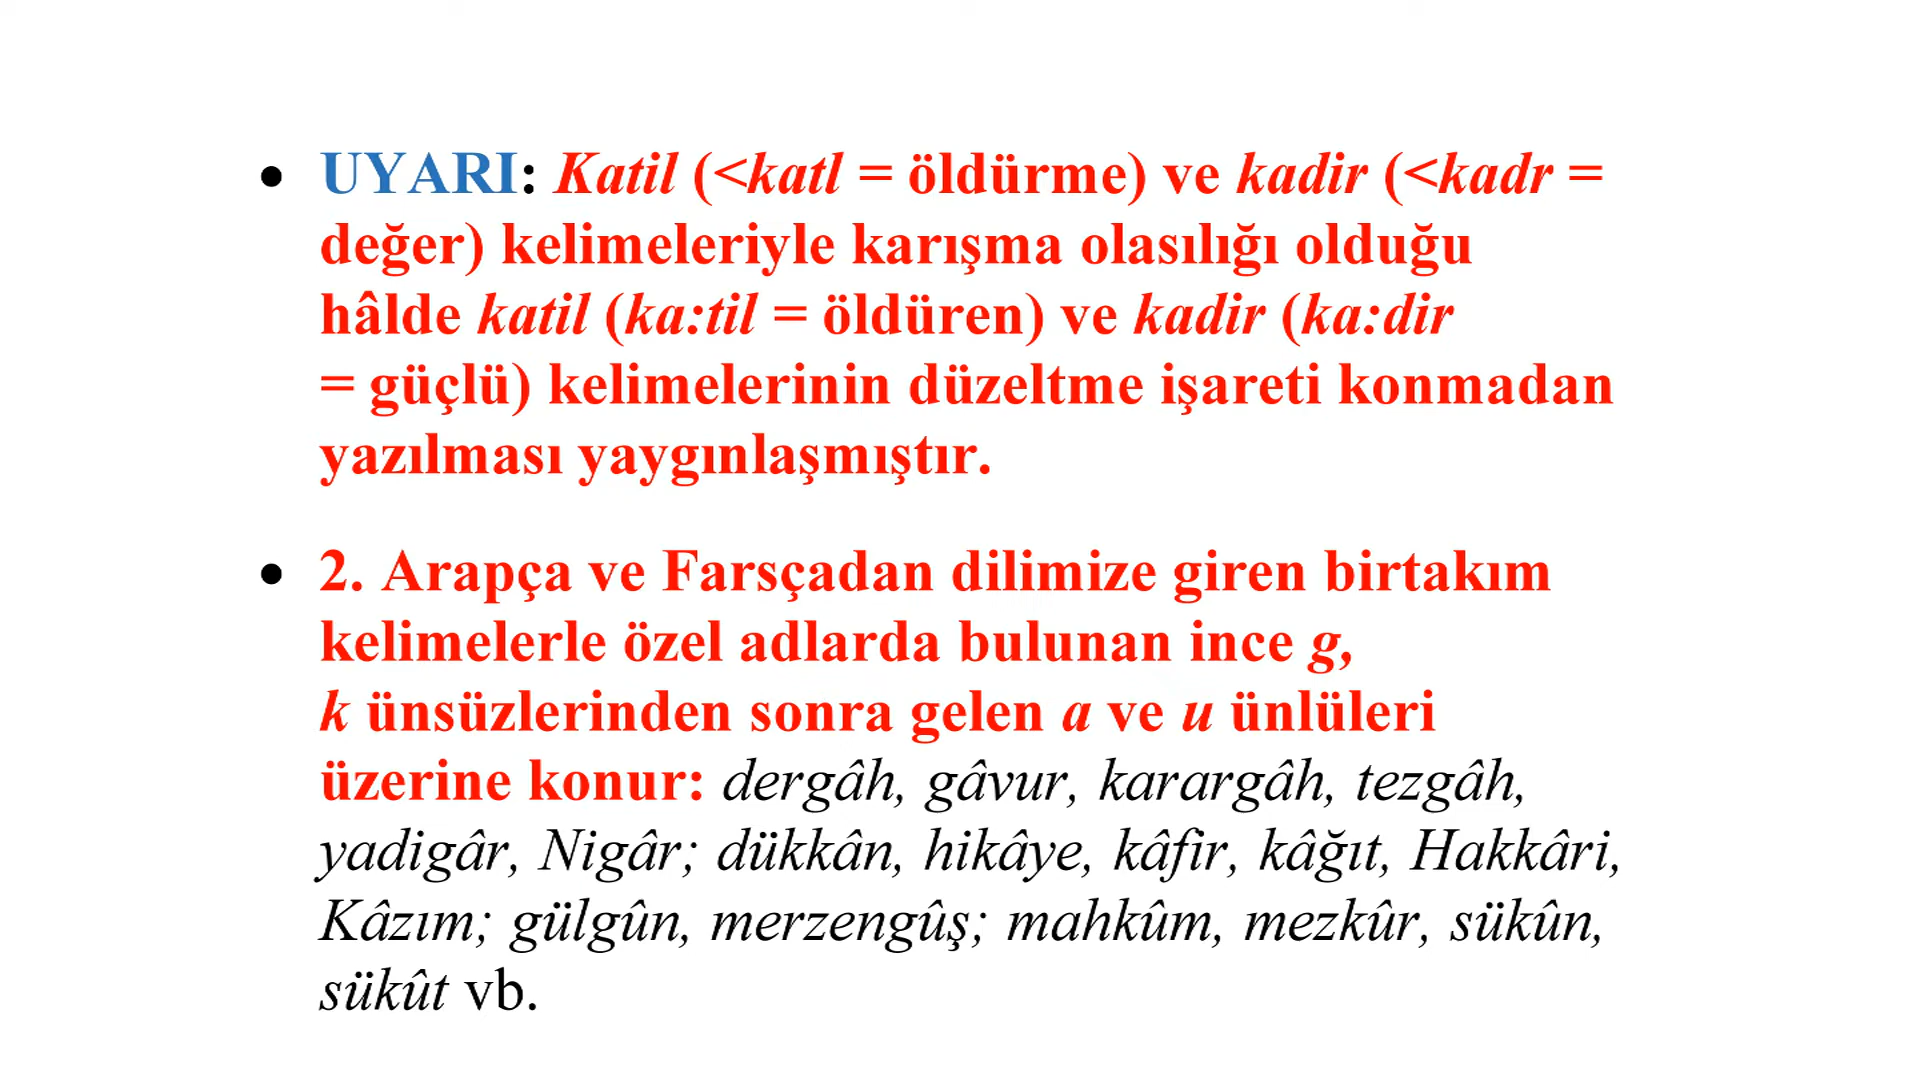 • UYARI: Katil (<katl = öldürme) ve kadir (<kadr =
değer) kelimeleriyle karışma olasılığı olduğu
hâlde katil (ka:til = öldüren) ve kadir (ka:dir
= güçlü) kelimelerinin düzeltme işareti konmadan
yazılması yaygınlaşmıştır.
• 2. Arapça ve Farsçadan dilimize giren birtakım
kelimelerle özel adlarda bulunan ince g,
k ünsüzlerinden sonra gelen a ve u ünlüleri
üzerine konur: dergâh, gâvur, karargâh, tezgâh,
yadigâr, Nigâr; dükkân, hikâye, kâfir, kâğıt, Hakkâri,
Kâzım; gülgûn, merzengûş; mahkûm, mezkûr, sükûn,
sükût vb.